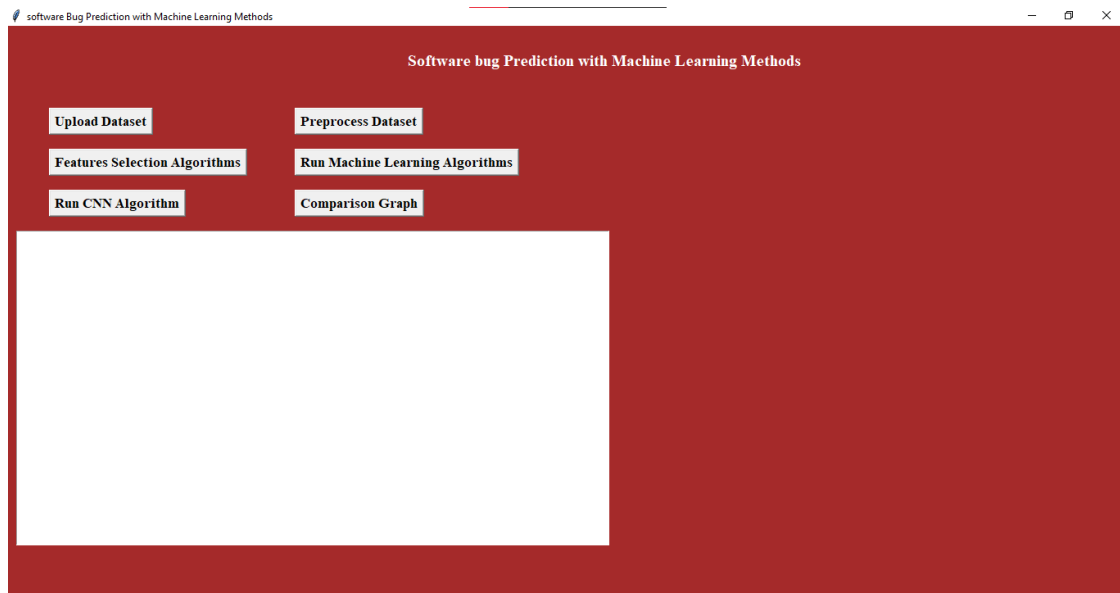 software Bug Prediction with Machine Learning Methods
Software bug Prediction with Machine Learning Methods
Upload Dataset
Preprocess Dataset
Features Selection Algorithms
Run Machine Learning Algorithms
Run CNN Algorithm
Comparison Graph